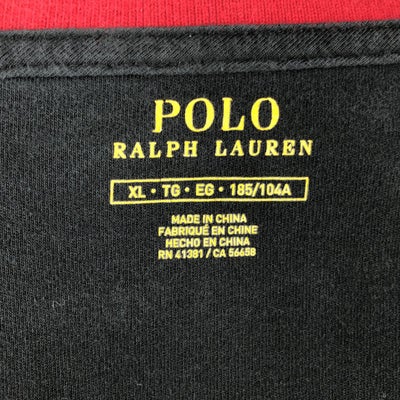 POLO
RALPH LAUREN
XL • TG • EG • 185/104A
MADE IN CHINA
FABRIQUÉ EN CHINE
HECHO EN CHINA
RN 41381 / CA 56658